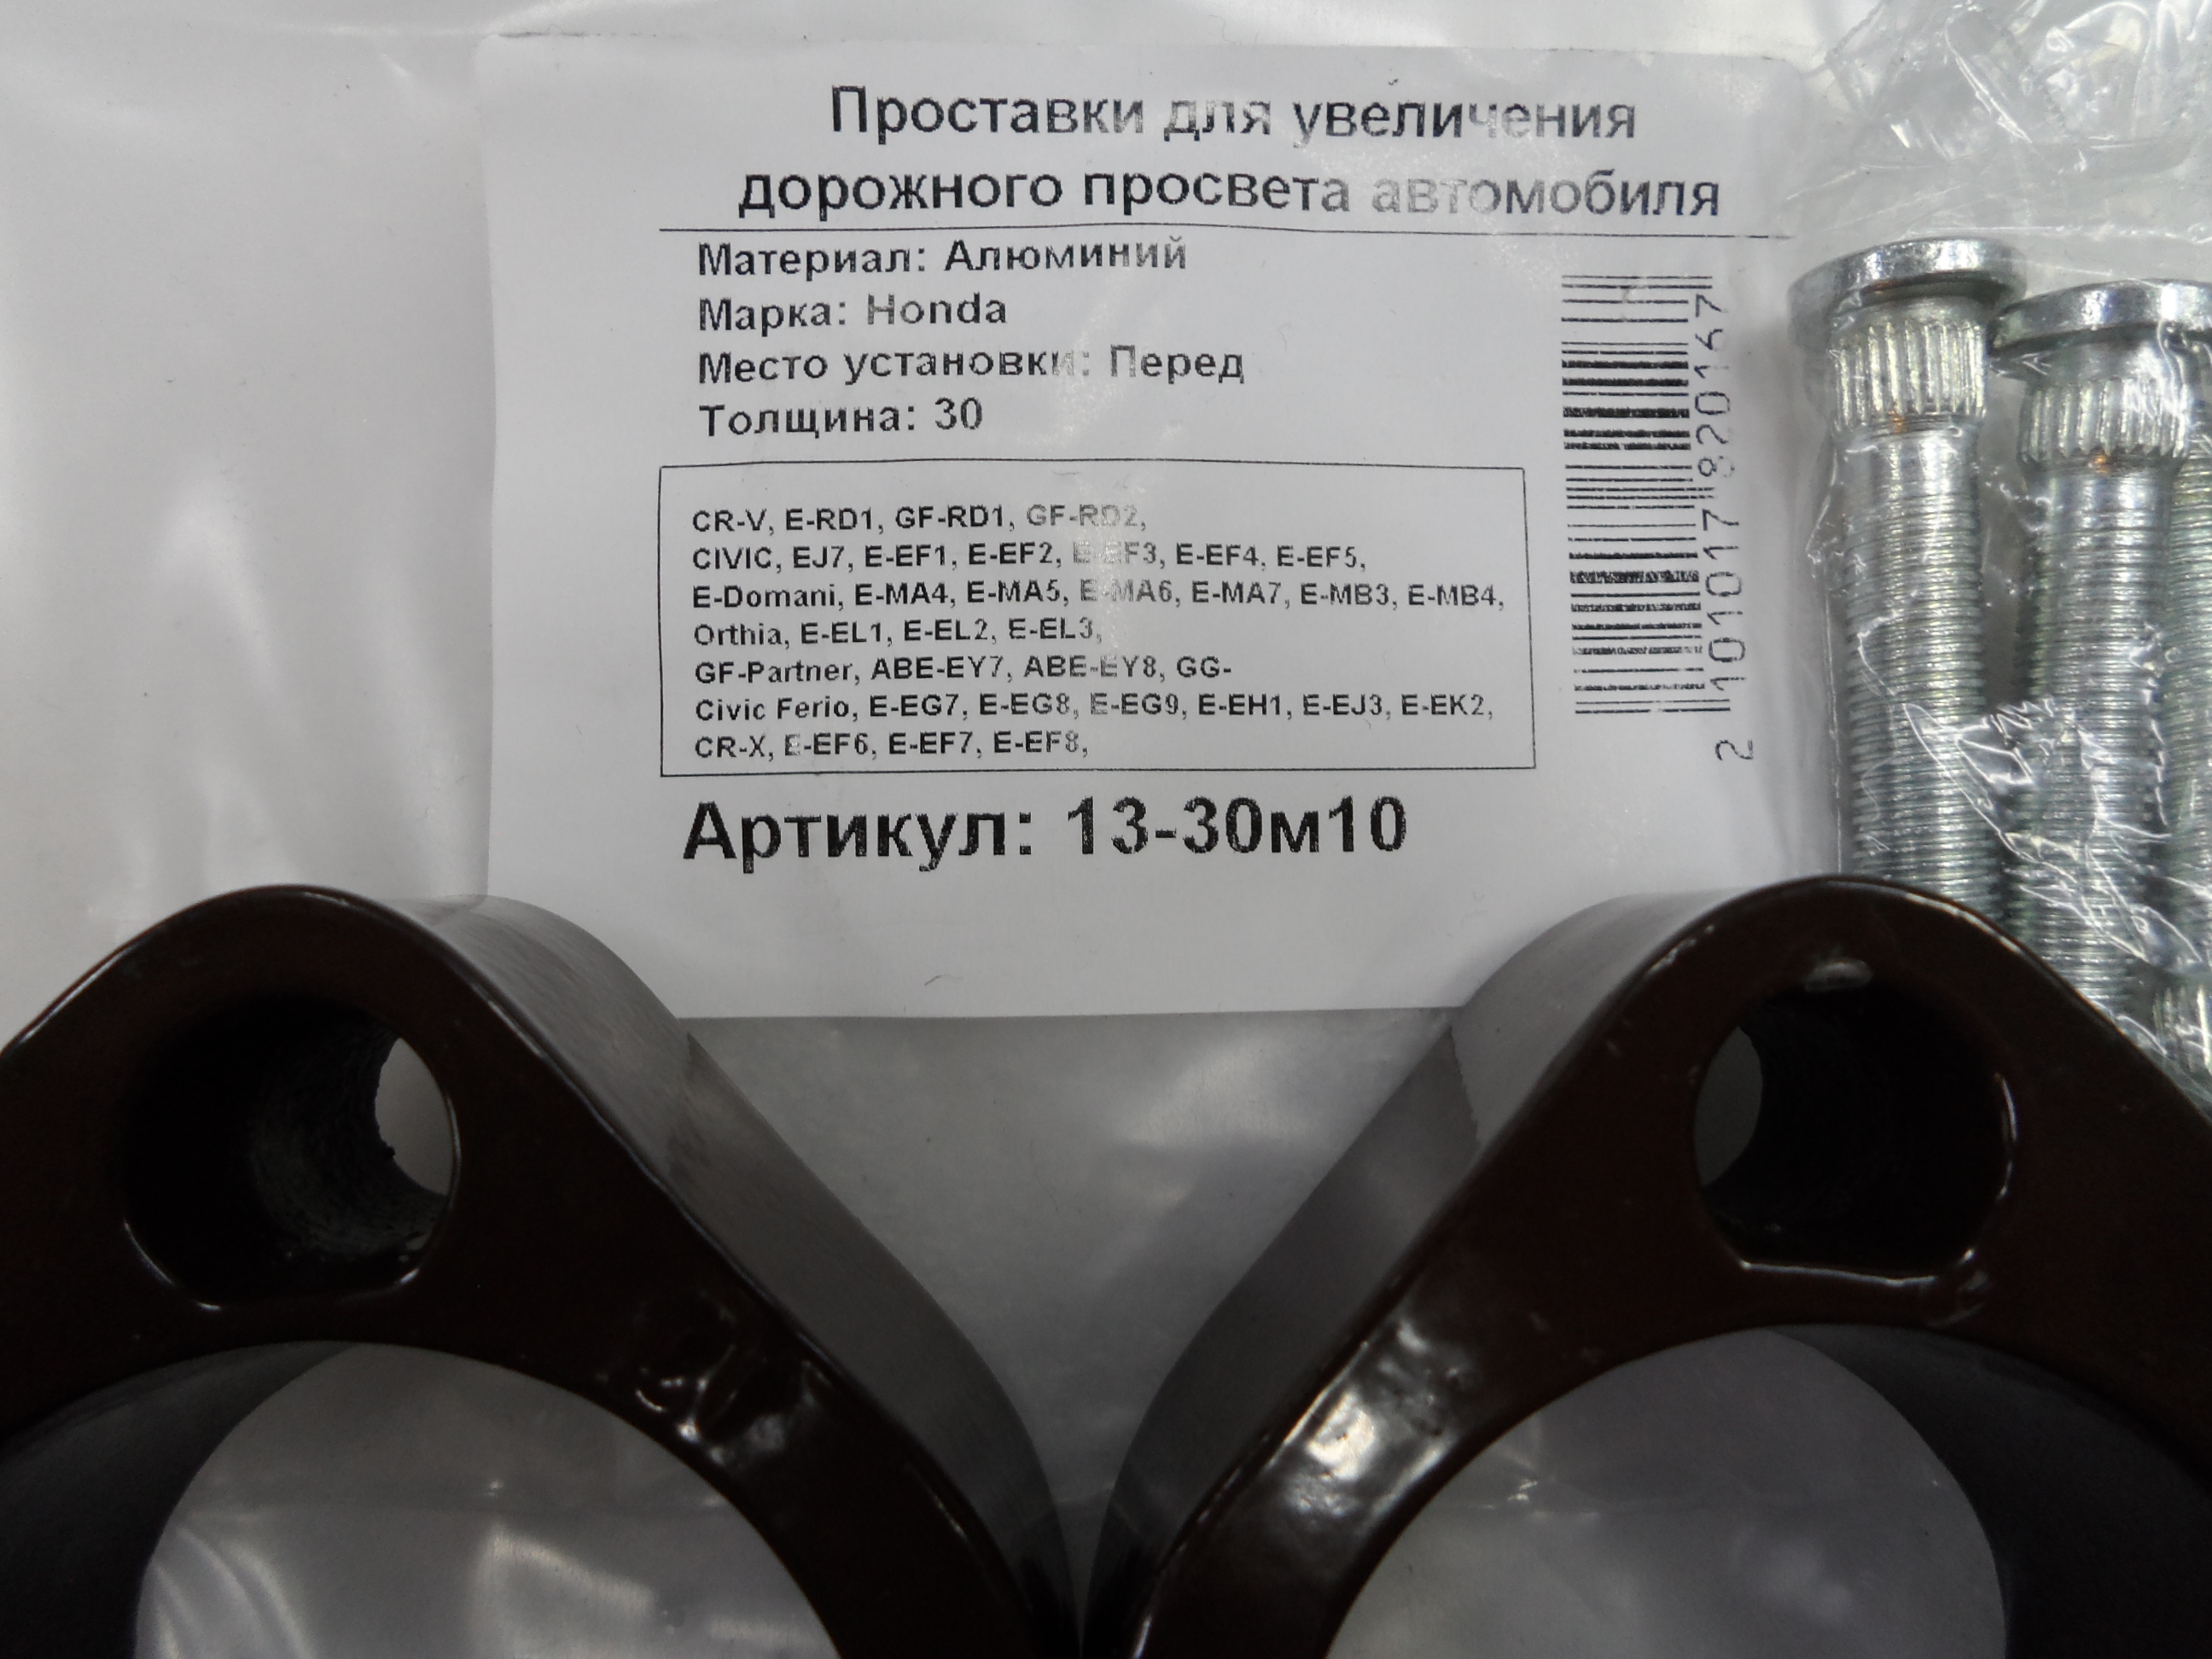 Проставки для увеличения
дорожного просвета автомобиля
Материал: Алюминий
Марка: Honda
Место установки: Перед
Толщина: 30
CR-V, E-RD1, GF-RD1, GF-RD2,
CIVIC, EJ7, E-EF1, E-EF2, E-EF3, E-EF4, E-EF5,
E-Domani, E-MA4, E-MA5, E-MA6, E-MA7, E-MB3, E-MB4,
Orthia, E-EL1, E-EL2, E-EL3,
GF-Partner, ABE-EY7, ABE-EY8, GG-
Civic Ferio, E-EG7, E-EG8, E-EG9, E-EH1, E-EJ3, E-EK2,
CR-X, E-EF6, E-EF7, E-EF8,
Артикул: 13-30м10
2 101017 820167